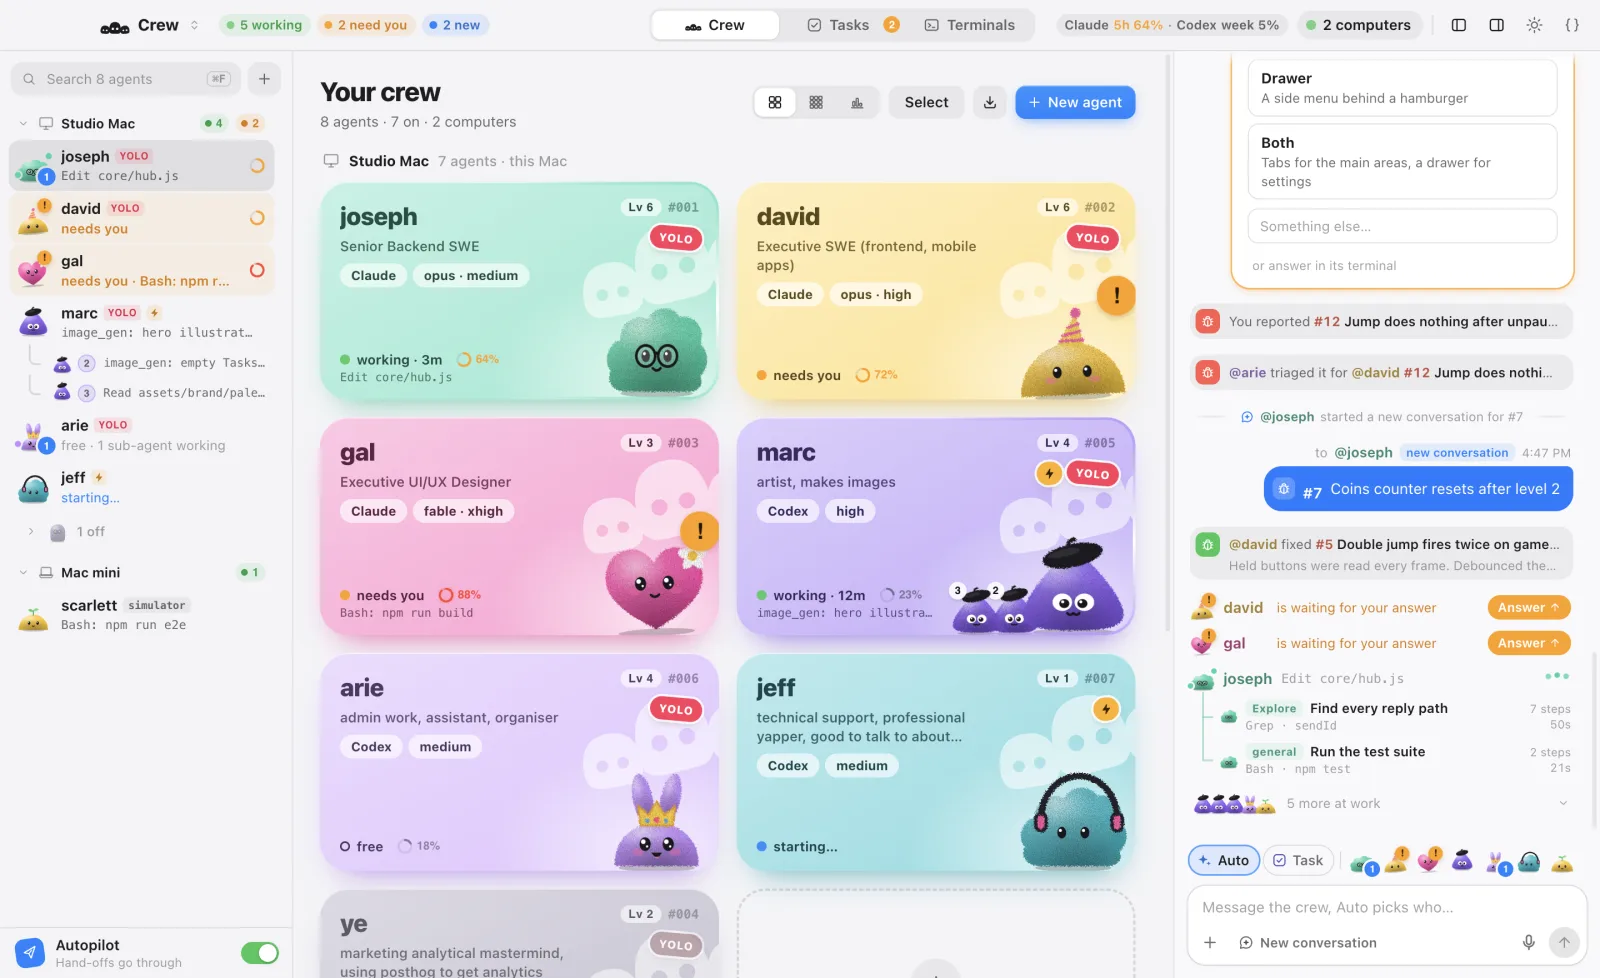 Crew
5 working
2 need you
2 new
Crew
Tasks
2
Terminals
Claude 5h 64% · Codex week 5%
2 computers
{ }
Search 8 agents
⌘F
Studio Mac
4
2
joseph YOLO
Edit core/hub.js
1
david YOLO
needs you
gal
needs you · Bash: npm r…
marc YOLO
image_gen: hero illustrat…
2 image_gen: empty Tasks…
3 Read assets/brand/pale…
arie YOLO
1 free · 1 sub-agent working
jeff
starting…
1 off
Mac mini
1
scarlett simulator
Bash: npm run e2e
Autopilot
Hand-offs go through
Your crew
8 agents · 7 on · 2 computers
Select
+ New agent
Studio Mac 7 agents · this Mac
joseph
Lv 6 #001
YOLO
Senior Backend SWE
Claude
opus · medium
working · 3m 64%
Edit core/hub.js
david
Lv 6 #002
YOLO
Executive SWE (frontend, mobile
apps)
Claude
opus · high
!
needs you 72%
gal
Lv 3 #003
Executive UI/UX Designer
Claude
fable · xhigh
!
needs you 88%
Bash: npm run build
marc
Lv 4 #005
YOLO
artist, makes images
Codex
high
working · 12m 23%
image_gen: hero illustra…
3
2
arie
Lv 4 #006
YOLO
admin work, assistant, organiser
Codex
medium
free 18%
jeff
Lv 1 #007
technical support, professional
yapper, good to talk to about…
Codex
medium
starting…
ye
Lv 2 #004
YOLO
marketing analytical mastermind,
using posthog to get analytics
Drawer
A side menu behind a hamburger
Both
Tabs for the main areas, a drawer for
settings
Something else…
or answer in its terminal
You reported #12 Jump does nothing after unpau…
@arie triaged it for @david #12 Jump does nothi…
@joseph started a new conversation for #7
to @joseph new conversation 4:47 PM
#7 Coins counter resets after level 2
@david fixed #5 Double jump fires twice on game…
Held buttons were read every frame. Debounced the…
david is waiting for your answer
Answer ↑
gal is waiting for your answer
Answer ↑
joseph Edit core/hub.js
Explore Find every reply path 7 steps
Grep · sendId 50s
general Run the test suite 2 steps
Bash · npm test 21s
5 more at work
Auto
Task
1
!
!
1
Message the crew, Auto picks who…
New conversation